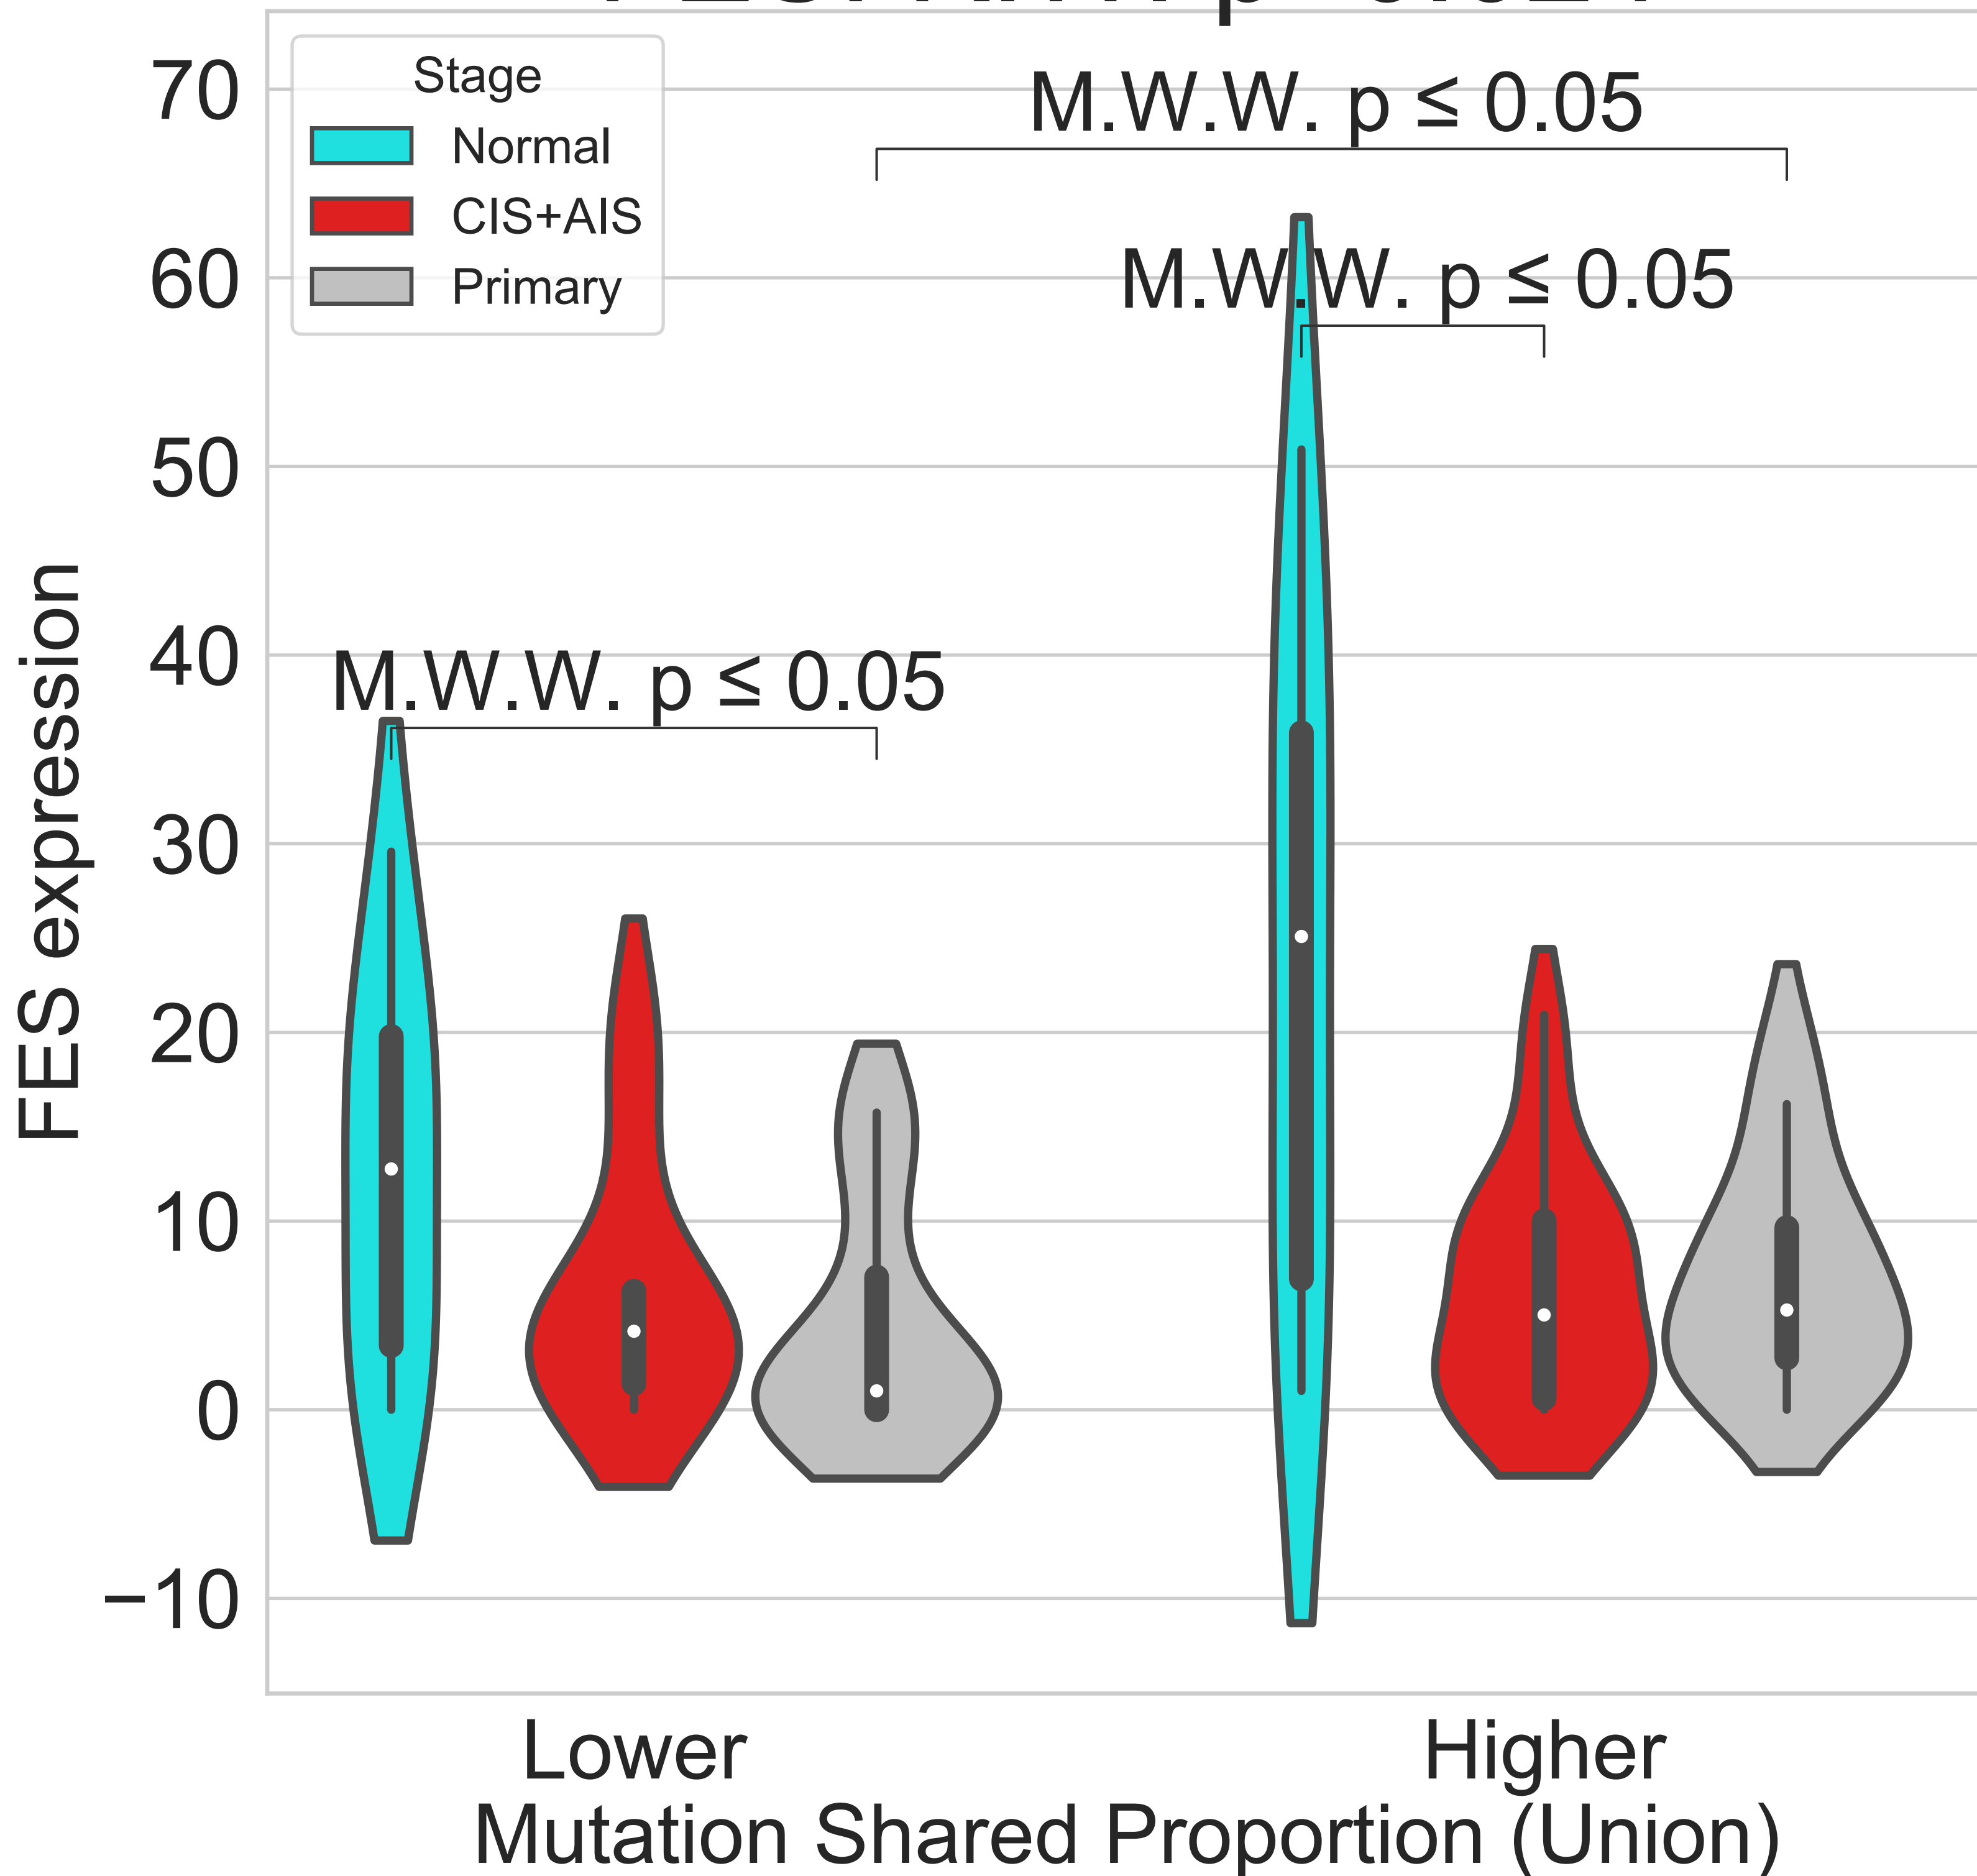 Stage
Normal
CIS+AIS
Primary
M.W.W. p ≤ 0.05
M.W.W. p ≤ 0.05
M.W.W. p ≤ 0.05
70
60
50
40
30
20
10
0
−10
FES expression
Lower
Higher
Mutation Shared Proportion (Union)